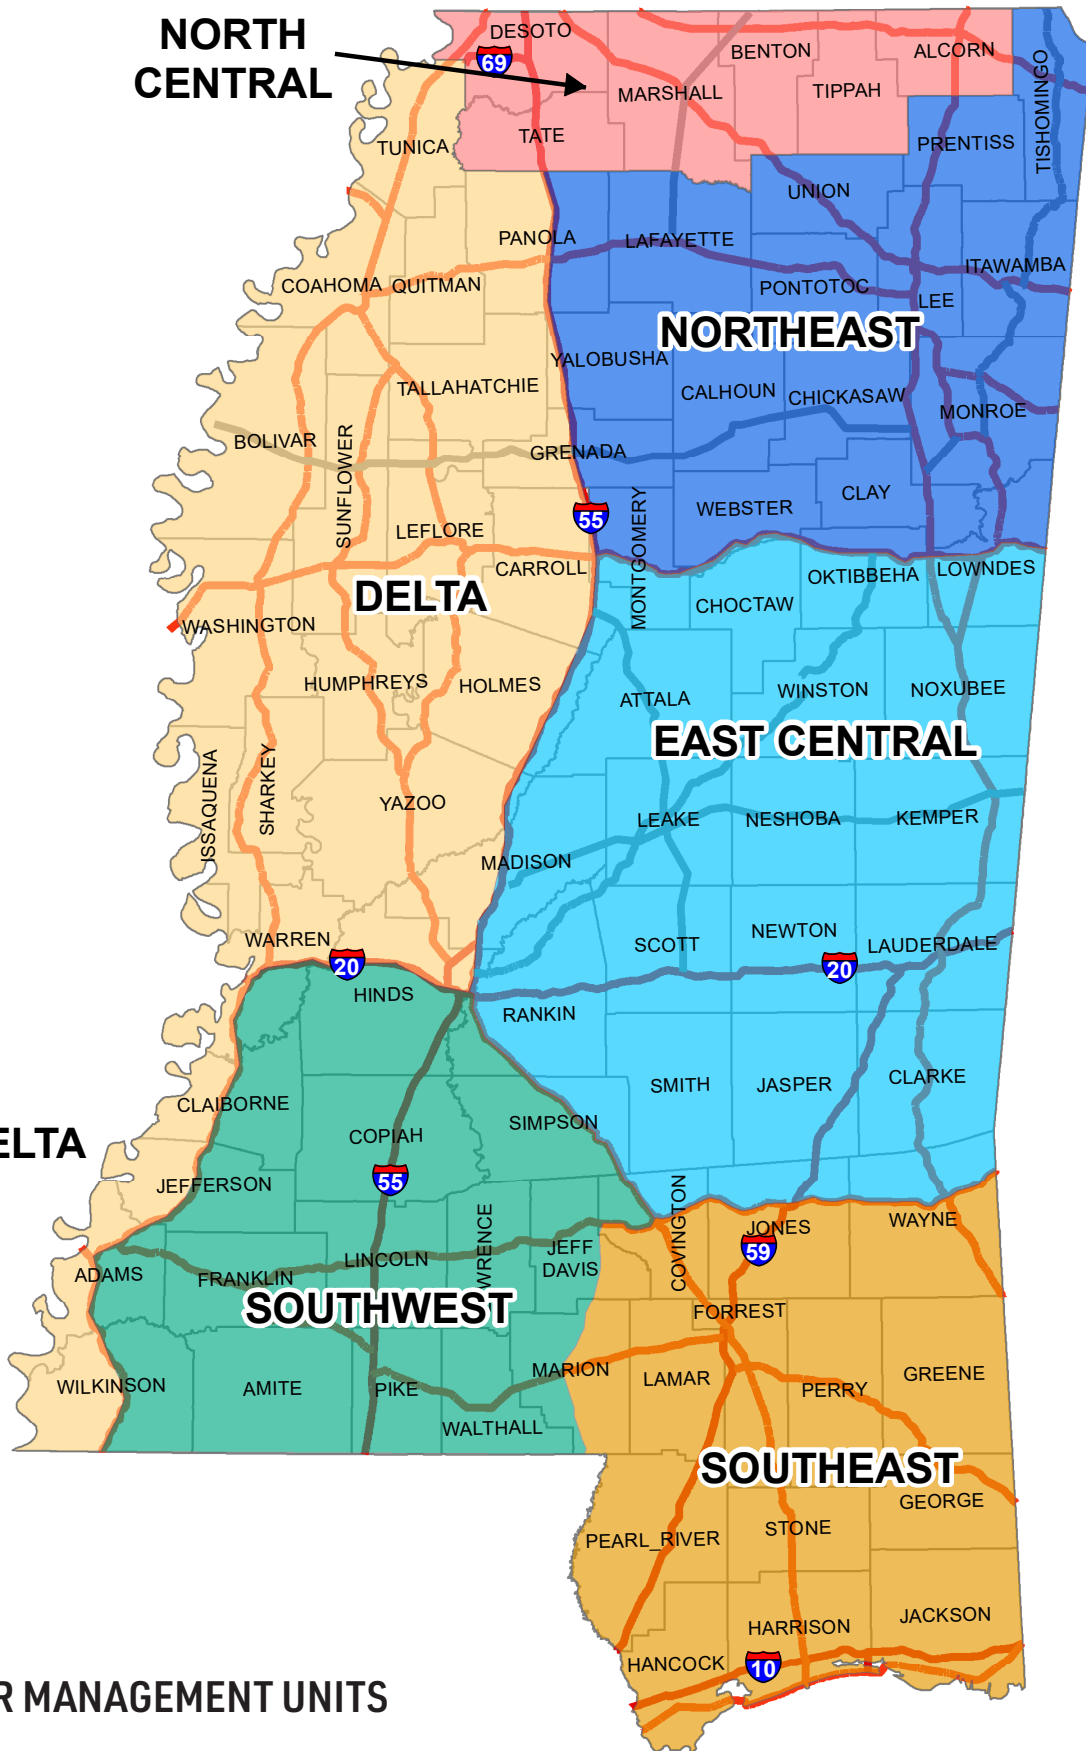 NORTH
CENTRAL
DESOTO
69
BENTON
ALCORN
MARSHALL
TIPPAH
TISHOMINGO
TATE
TUNICA
PRENTISS
UNION
PANOLA
LAFAYETTE
ITAWAMBA
COAHOMA
QUITMAN
PONTOTOC
LEE
NORTHEAST
YALOBUSHA
TALLAHATCHIE
CALHOUN
CHICKASAW
MONROE
BOLIVAR
SUNFLOWER
GRENADA
CLAY
WEBSTER
55
MONTGOMERY
LEFLORE
CARROLL
OKTIBBEHA
LOWNDES
DELTA
CHOCTAW
WASHINGTON
HUMPHREYS
HOLMES
ATTALA
WINSTON
NOXUBEE
EAST CENTRAL
ISSAQUENA
SHARKEY
YAZOO
LEAKE
NESHOBA
KEMPER
MADISON
WARREN
SCOTT
NEWTON
LAUDERDALE
20
20
HINDS
RANKIN
SMITH
JASPER
CLARKE
CLAIBORNE
SIMPSON
COPIAH
ELTA
55
JEFFERSON
COVINGTON
WRENCE
JONES
WAYNE
59
JEFF
DAVIS
LINCOLN
ADAMS
FRANKLIN
SOUTHWEST
FORREST
MARION
LAMAR
GREENE
WILKINSON
AMITE
PIKE
PERRY
WALTHALL
SOUTHEAST
GEORGE
STONE
PEARL_RIVER
JACKSON
HARRISON
HANCOCK
10
R MANAGEMENT UNITS